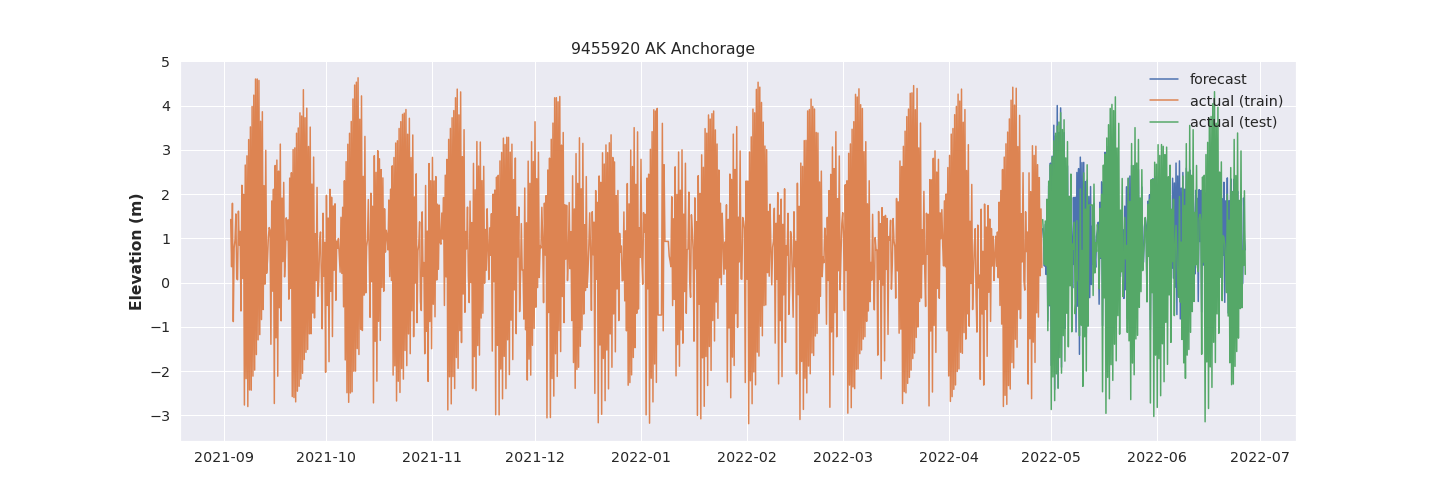 9455920 AK Anchorage
5
4
3
2
1
0
−1
−2
−3
Elevation (m)
forecast
actual (train)
actual (test)
2021-09 2021-10 2021-11 2021-12 2022-01 2022-02 2022-03 2022-04 2022-05 2022-06 2022-07